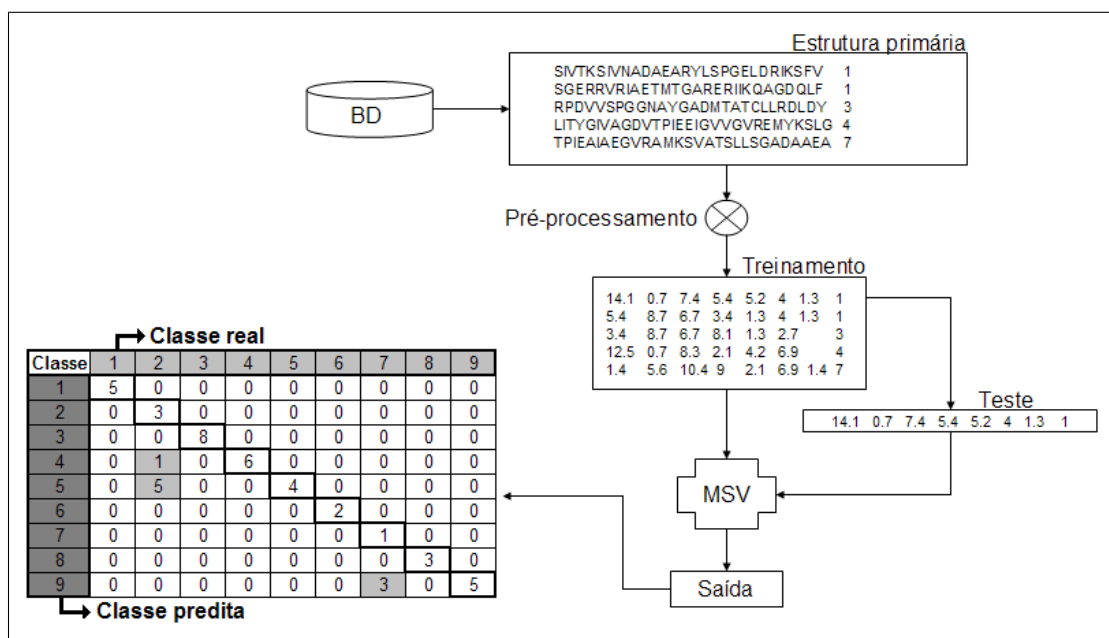 Estrutura primária
SIVTKSIVNADAEARYLSPGELDRIKSFV 1
SGERRVRIAETMTGARERIIKQAGDQLF 1
RPDVVSPGGNAYGADMTATCLLRDLDY 3
LITYGIVAGDVTPIEEIGVVGVREMYKSLG 4
TPIEAIAEGVRAMKSVATSLLSGADAAEA 7
BD
Pré-processamento
Treinamento
14.1 0.7 7.4 5.4 5.2 4 1.3 1
5.4 8.7 6.7 3.4 1.3 4 1.3 1
3.4 8.7 6.7 8.1 1.3 2.7 3
12.5 0.7 8.3 2.1 4.2 6.9 4
1.4 5.6 10.4 9 2.1 6.9 1.4 7
Teste
14.1 0.7 7.4 5.4 5.2 4 1.3 1
MSV
Saída
Classe real
Classe 1 2 3 4 5 6 7 8 9
1 5 0 0 0 0 0 0 0 0
2 0 3 0 0 0 0 0 0 0
3 0 0 8 0 0 0 0 0 0
4 0 1 0 6 0 0 0 0 0
5 0 5 0 0 4 0 0 0 0
6 0 0 0 0 0 2 0 0 0
7 0 0 0 0 0 0 1 0 0
8 0 0 0 0 0 0 0 3 0
9 0 0 0 0 0 0 3 0 5
Classe predita